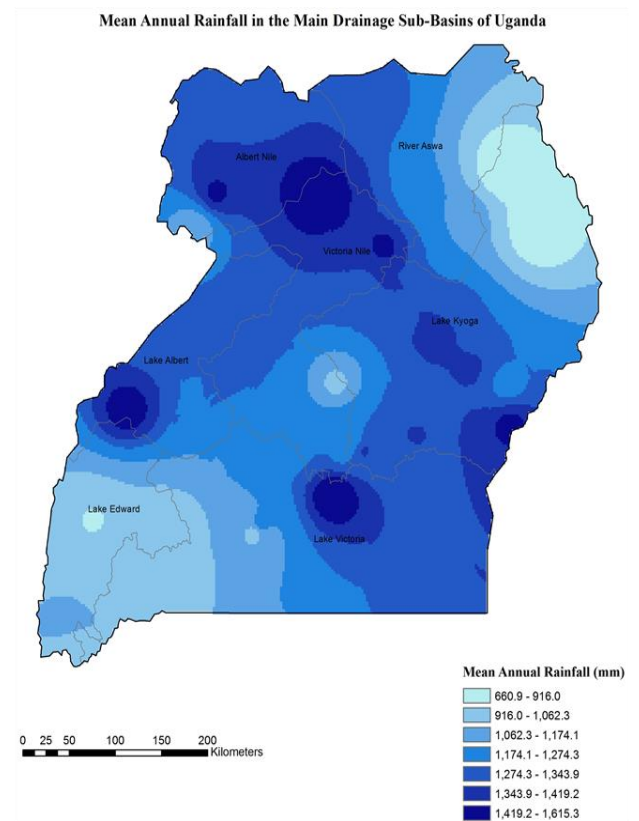 Mean Annual Rainfall in the Main Drainage Sub-Basins of Uganda
River Aswa
Albert Nile
Victoria Nile
Lake Kyoga
Lake Albert
Lake Edward
Lake Victoria
Mean Annual Rainfall (mm)
660.9 - 916.0
916.0 - 1,062.3
1,062.3 - 1,174.1
1,174.1 - 1,274.3
1,274.3 - 1,343.9
1,343.9 - 1,419.2
1,419.2 - 1,615.3
0 25 50 100 150 200
Kilometers